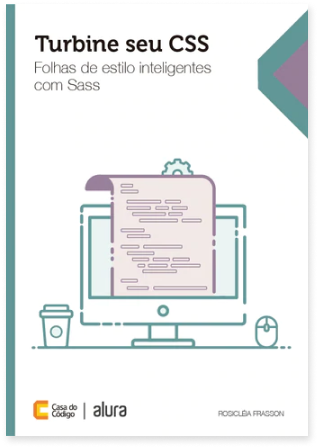 Turbine seu CSS
Folhas de estilo inteligentes
com Sass
Casa do
Código
alura
ROSICLÉIA FRASSON